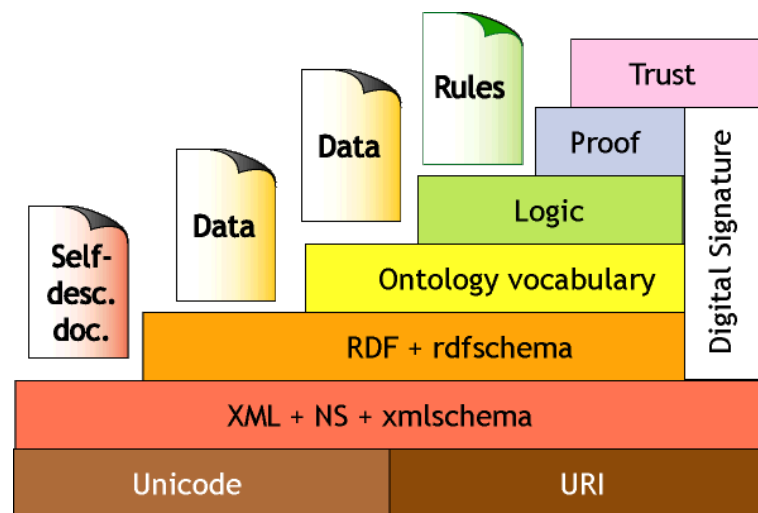 Trust
Rules
Proof
Data
Logic
Data
Digital Signature
Self-
desc.
doc.
Ontology vocabulary
RDF + rdfschema
XML + NS + xmlschema
Unicode
URI